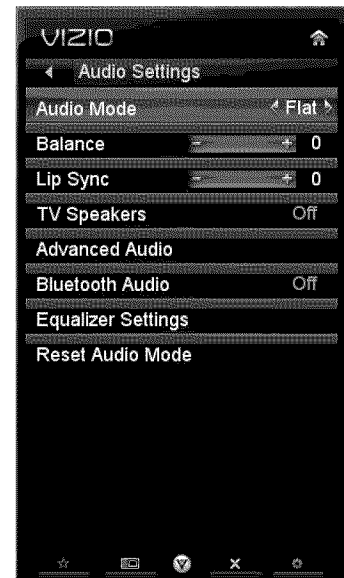 VIZIO
Audio Settings
Audio Mode Flat
Balance - + 0
Lip Sync - + 0
TV Speakers Off
Advanced Audio
Bluetooth Audio Off
Equalizer Settings
Reset Audio Mode